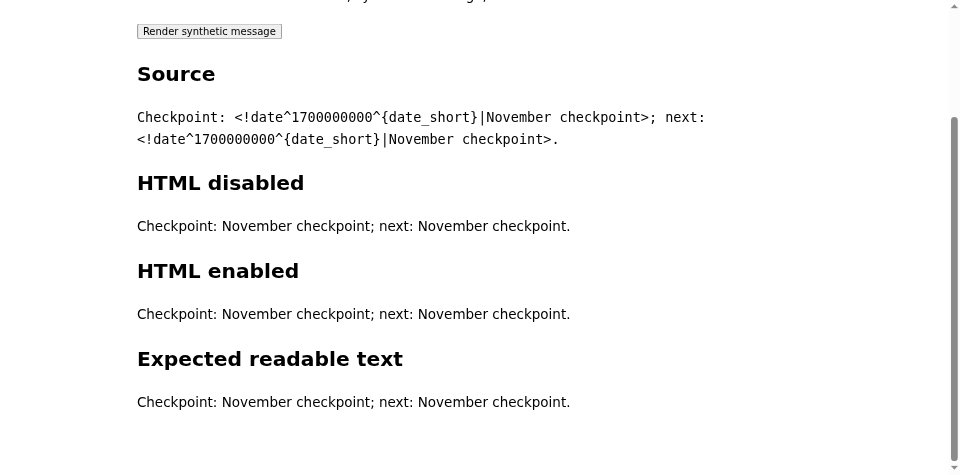 Render synthetic message
Source
Checkpoint: <!date^1700000000^{date_short}|November checkpoint>; next:
<!date^1700000000^{date_short}|November checkpoint>.
HTML disabled
Checkpoint: November checkpoint; next: November checkpoint.
HTML enabled
Checkpoint: November checkpoint; next: November checkpoint.
Expected readable text
Checkpoint: November checkpoint; next: November checkpoint.